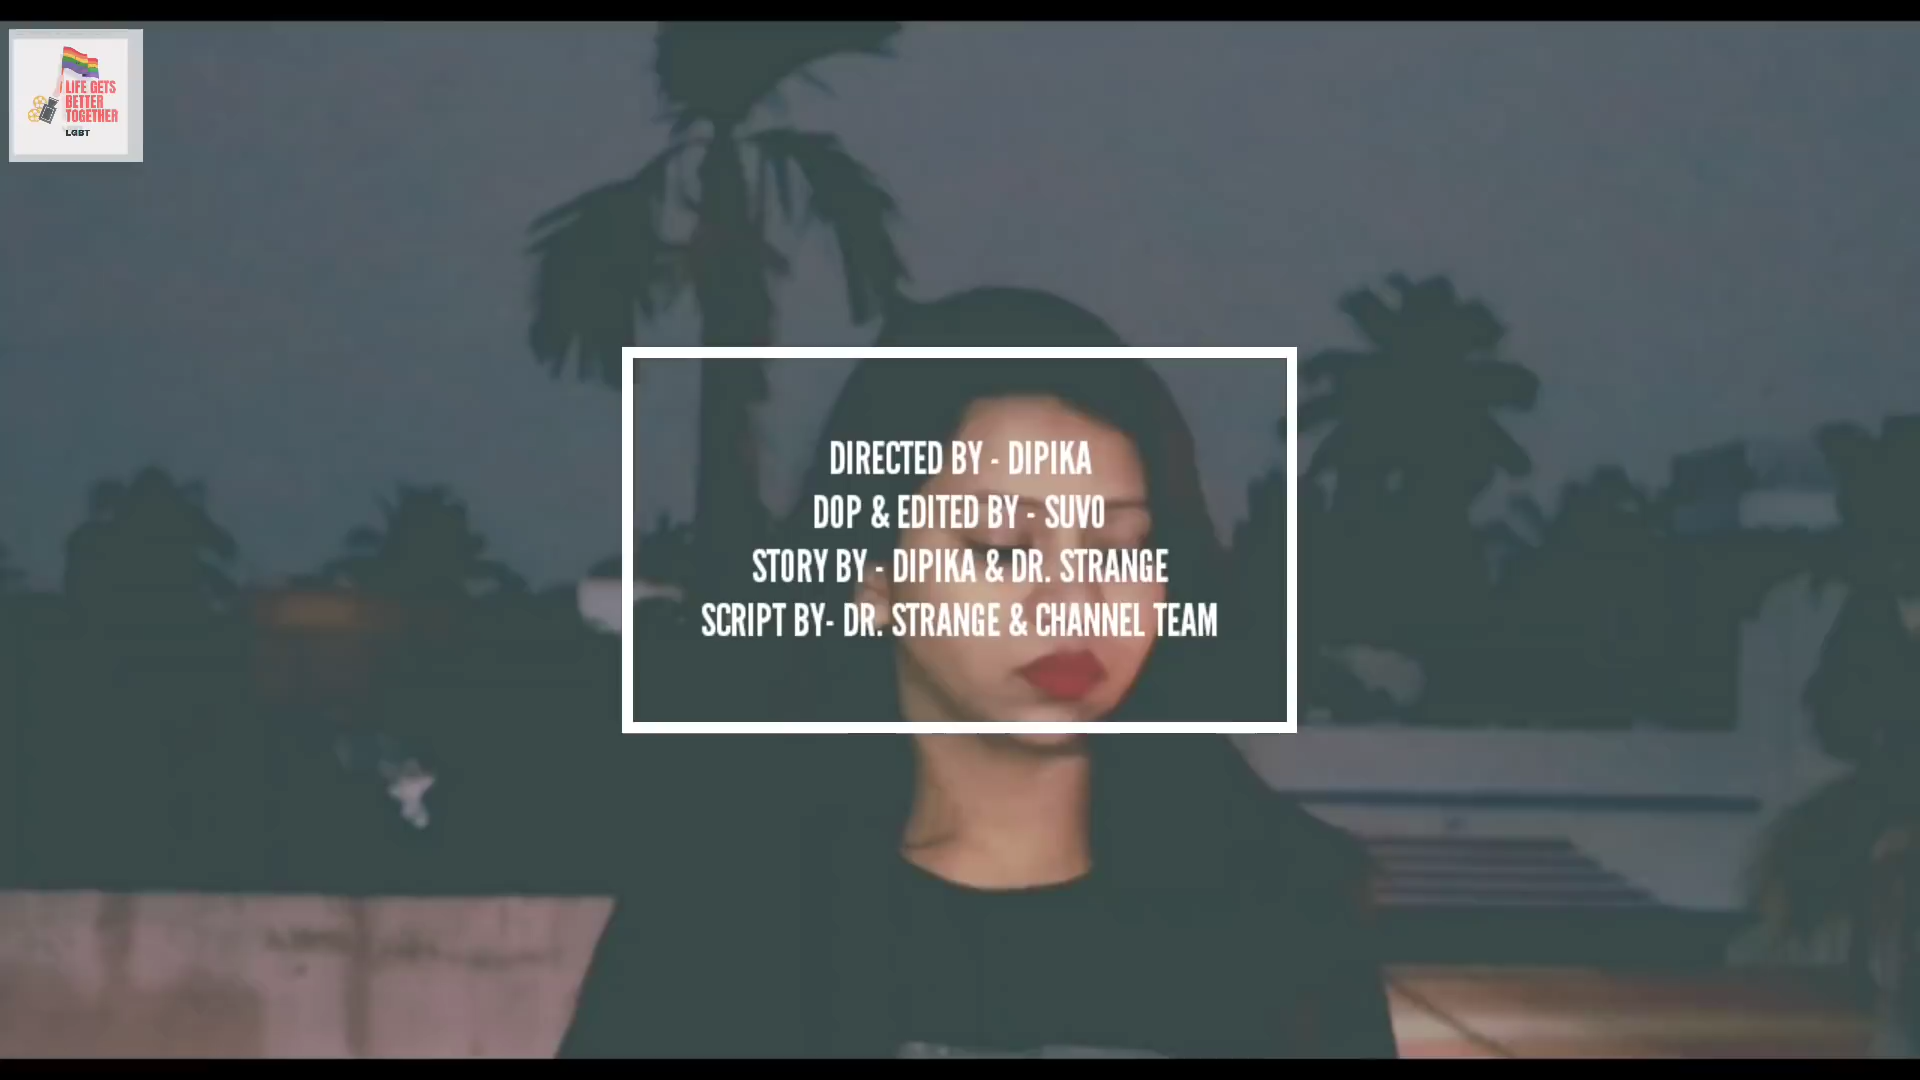 LIFE GETS
BETTER
TOGETHER
LGBT
DIRECTED BY - DIPIKA
DOP & EDITED BY - SUVO
STORY BY - DIPIKA & DR. STRANGE
SCRIPT BY- DR. STRANGE & CHANNEL TEAM